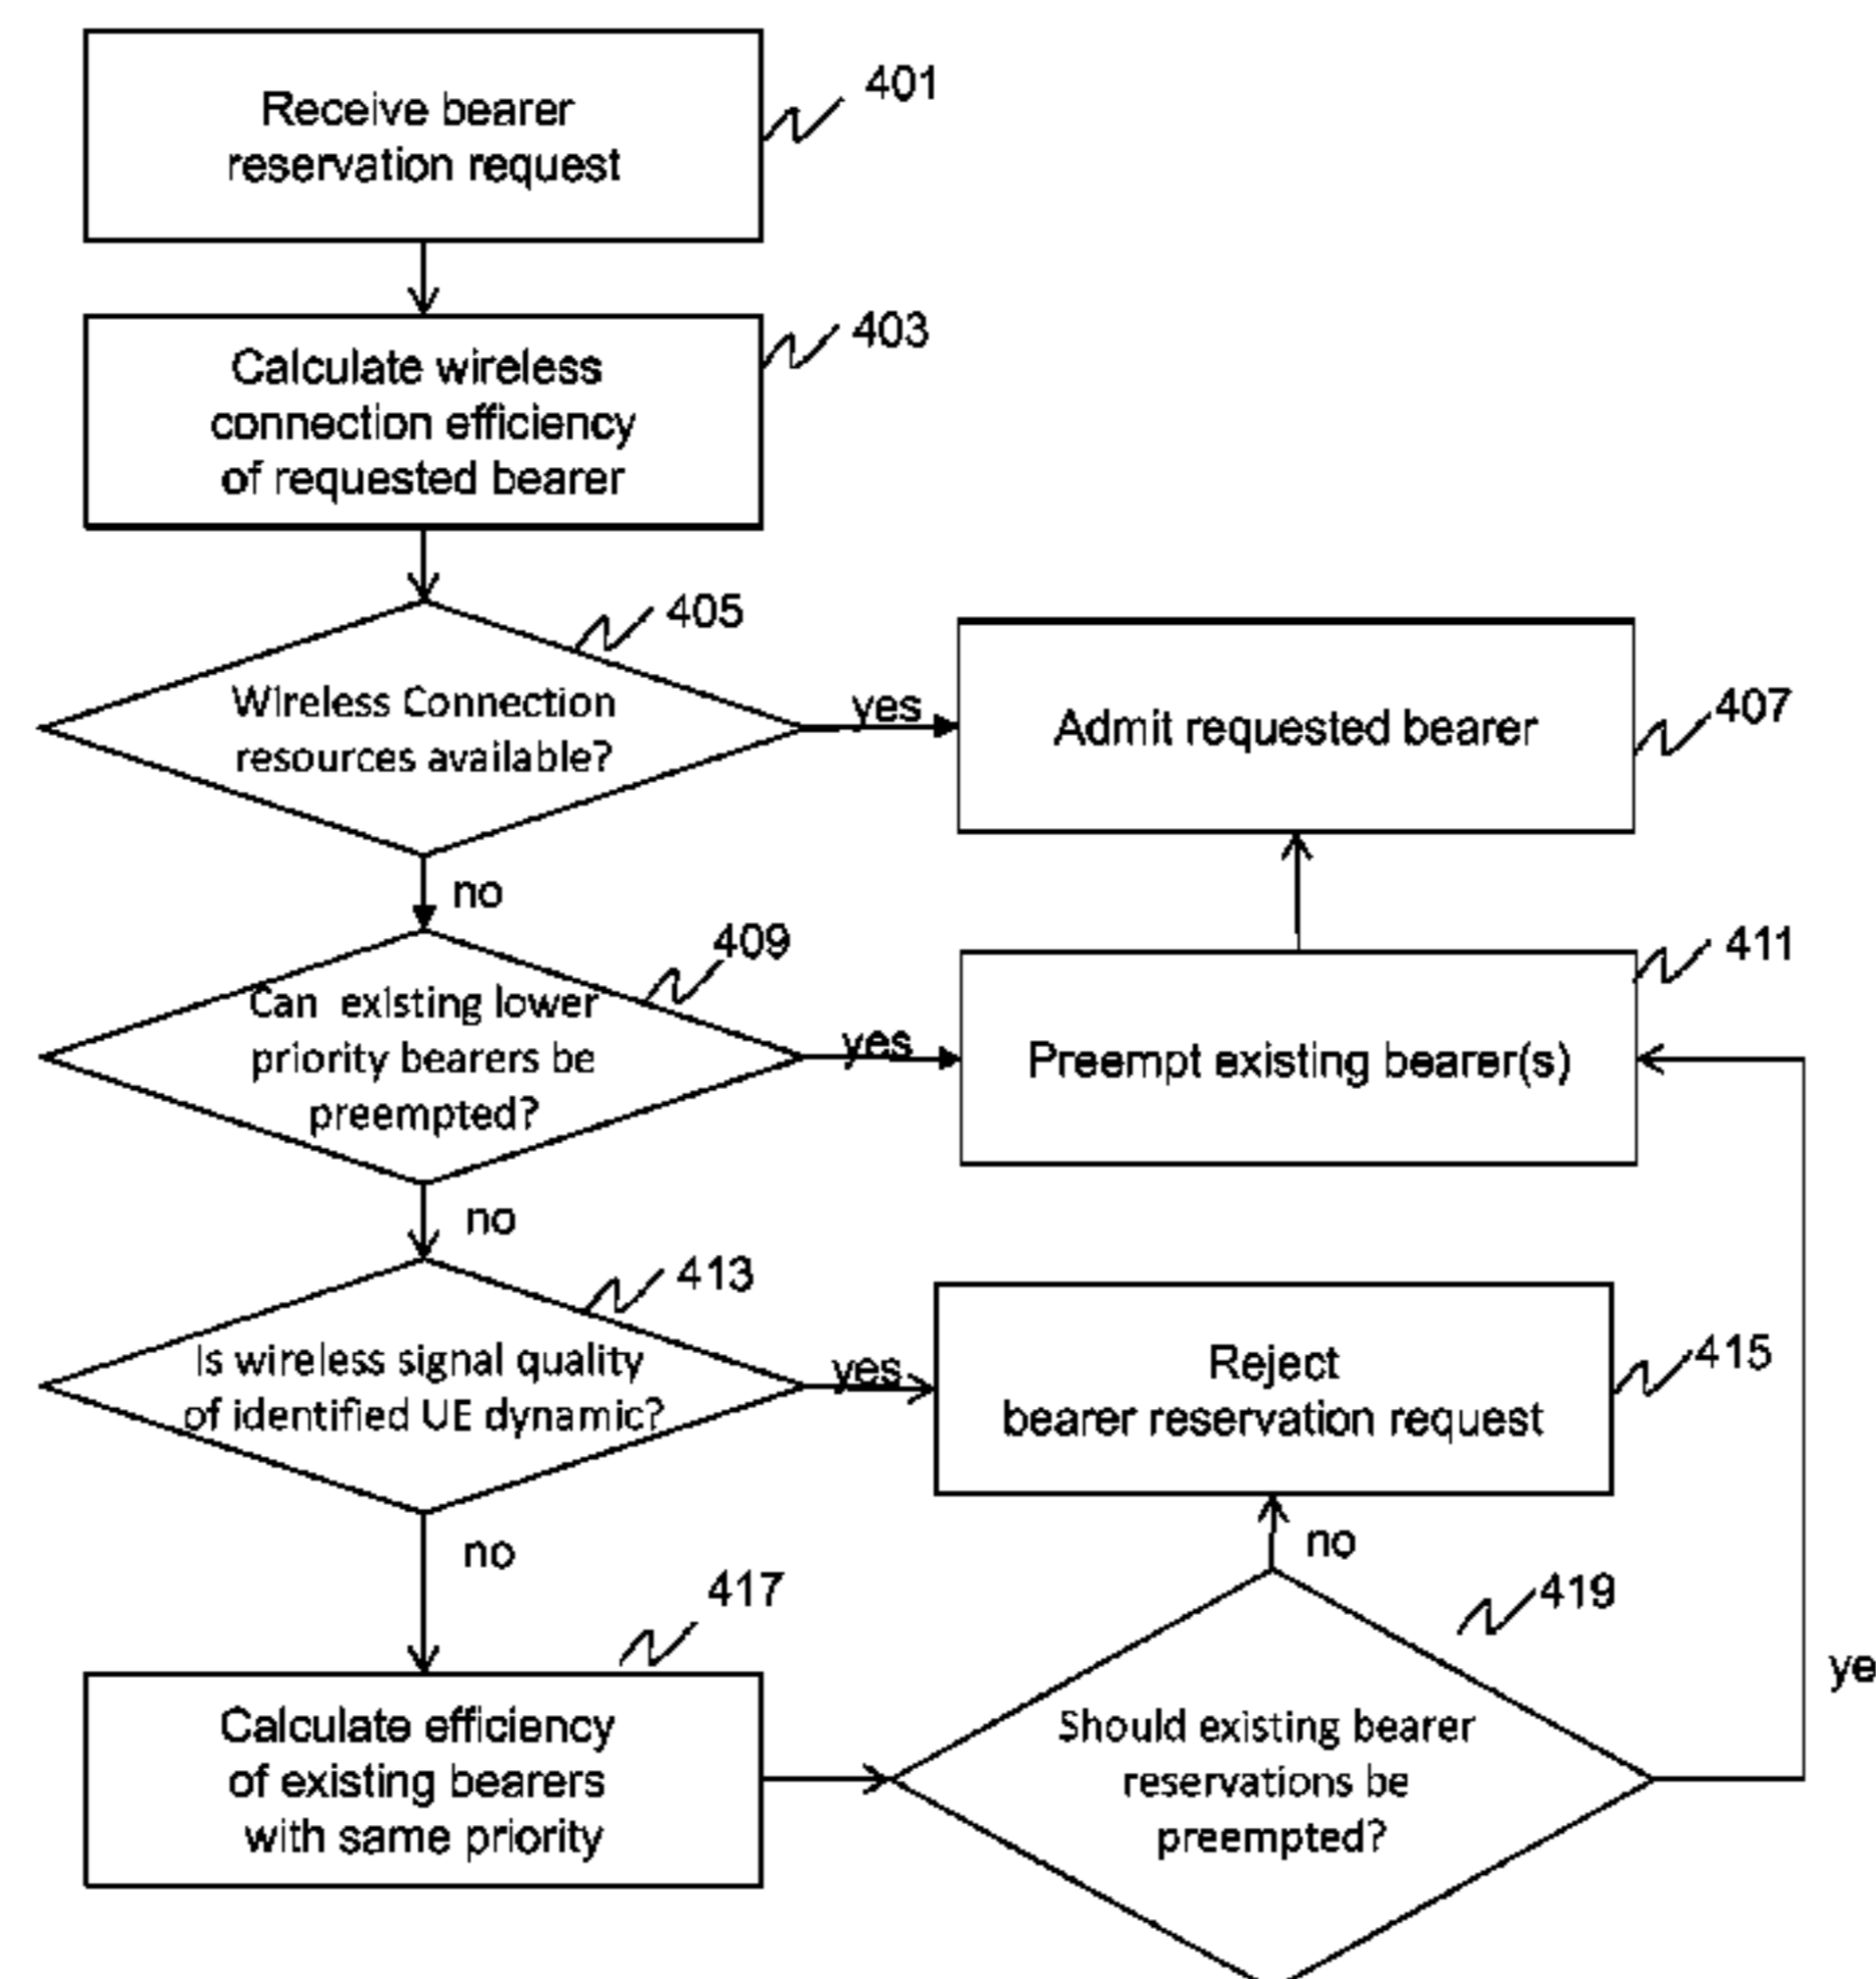 Receive bearer
reservation request
401
Calculate wireless
connection efficiency
of requested bearer
403
Wireless Connection
resources available?
405
yes
Admit requested bearer
407
no
Can existing lower
priority bearers be
preempted?
409
yes
Preempt existing bearer(s)
411
no
Is wireless signal quality
of identified UE dynamic?
413
yes
Reject
bearer reservation request
415
no
Calculate efficiency
of existing bearers
with same priority
417
Should existing bearer
reservations be
preempted?
419
no
ye